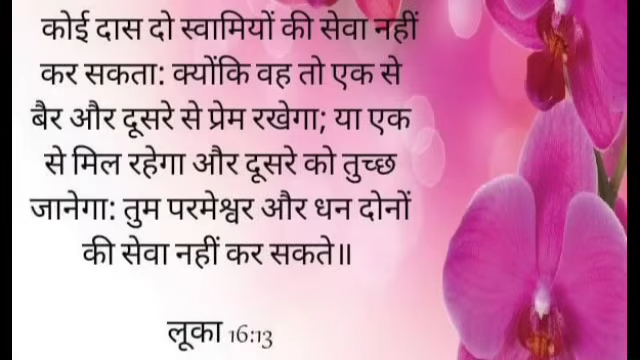 कोई दास दो स्वामियों की सेवा नहीं
कर सकता: क्योंकि वह तो एक से
बैर और दूसरे से प्रेम रखेगा; या एक
से मिल रहेगा और दूसरे को तुच्छ
जानेगा: तुम परमेश्वर और धन दोनों
की सेवा नहीं कर सकते॥
लूका 16:13